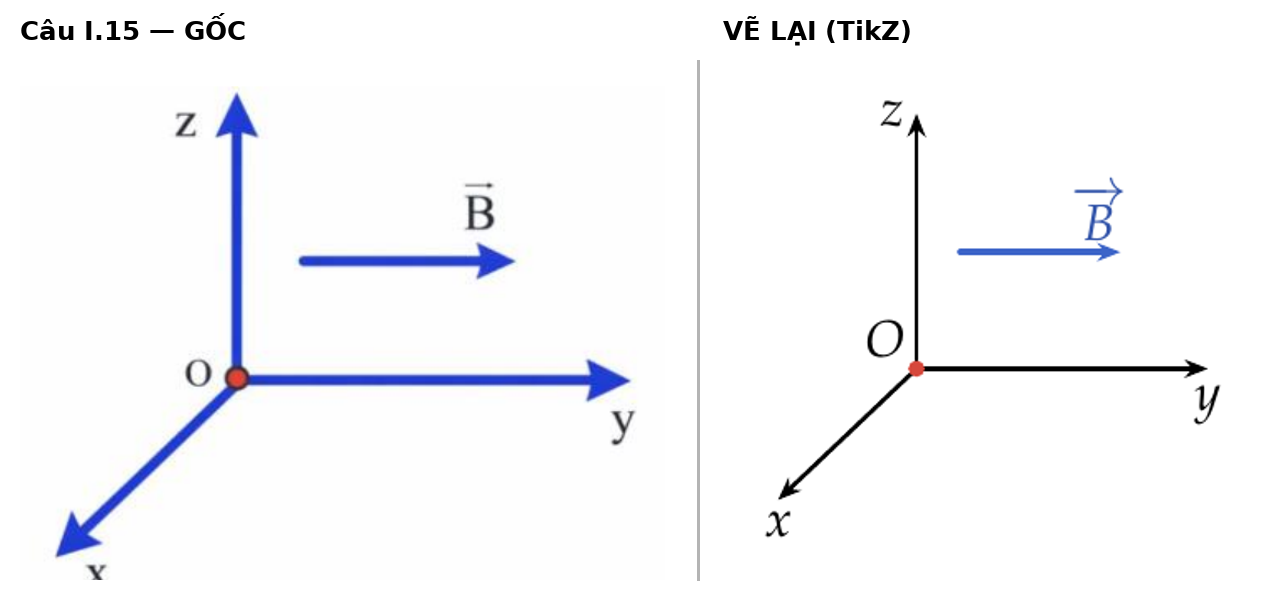 Câu I.15 — GỐC
z
B⃗
O
y
x
VẼ LẠI (TikZ)
z
B⃗
O
y
x